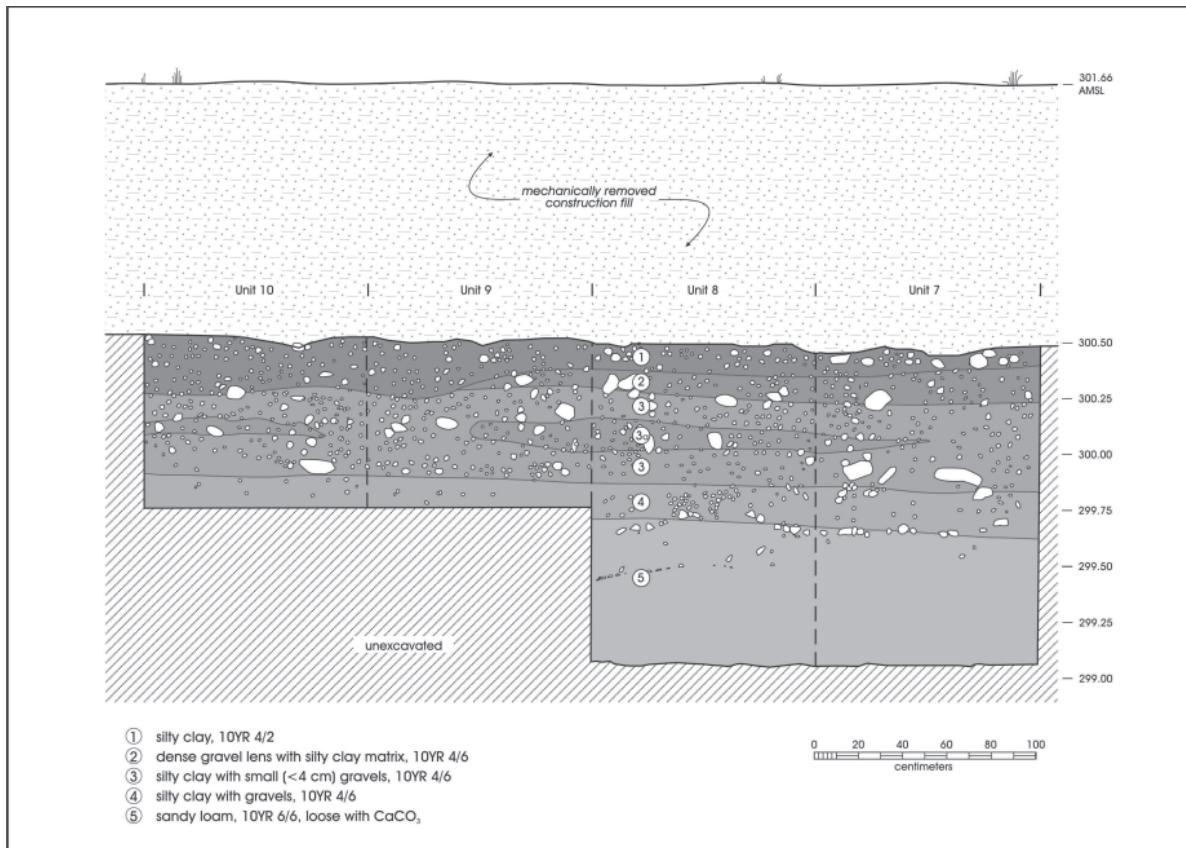 301.66
AMSL
mechanically removed
construction fill
Unit 10 Unit 9 Unit 8 Unit 7
300.50
1
2
300.25
3
3a
300.00
3
4
299.75
299.50
5
299.25
unexcavated
299.00
① silty clay, 10YR 4/2
② dense gravel lens with silty clay matrix, 10YR 4/6
③ silty clay with small (<4 cm) gravels, 10YR 4/6
④ silty clay with gravels, 10YR 4/6
⑤ sandy loam, 10YR 6/6, loose with CaCO₃
0 20 40 60 80 100
centimeters